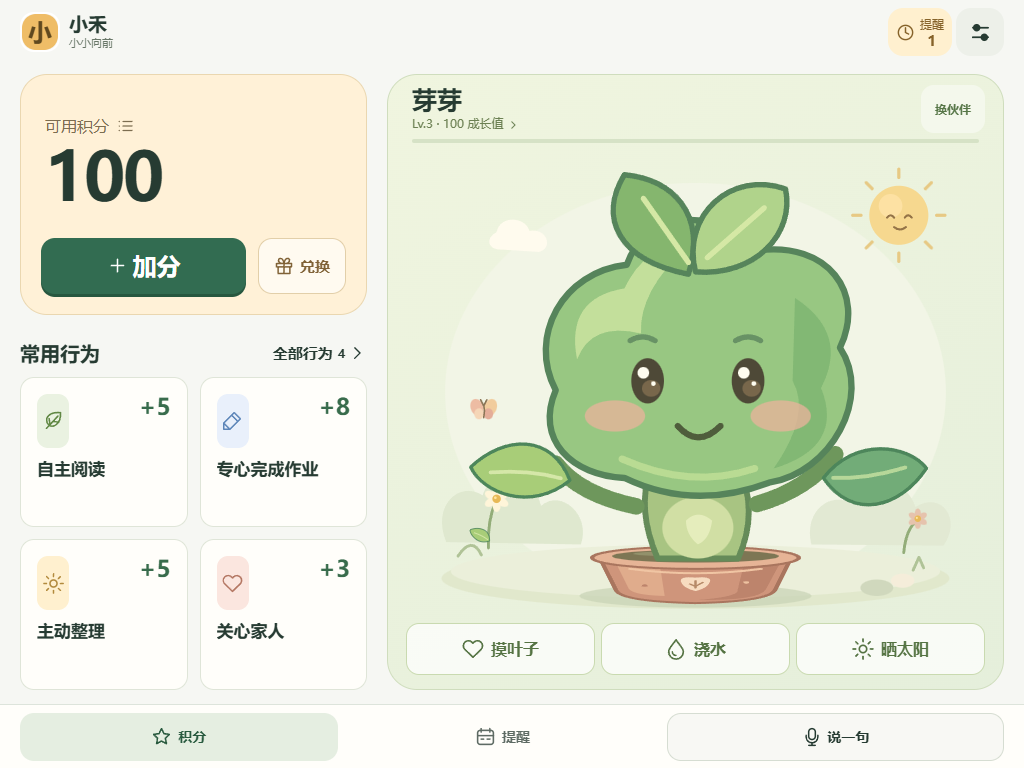 小
小禾
小小向前
提醒
1
可用积分
100
+ 加分
兑换
常用行为
全部行为 4
+5
自主阅读
+8
专心完成作业
+5
主动整理
+3
关心家人
芽芽
Lv.3 · 100 成长值
换伙伴
摸叶子
浇水
晒太阳
积分
提醒
说一句